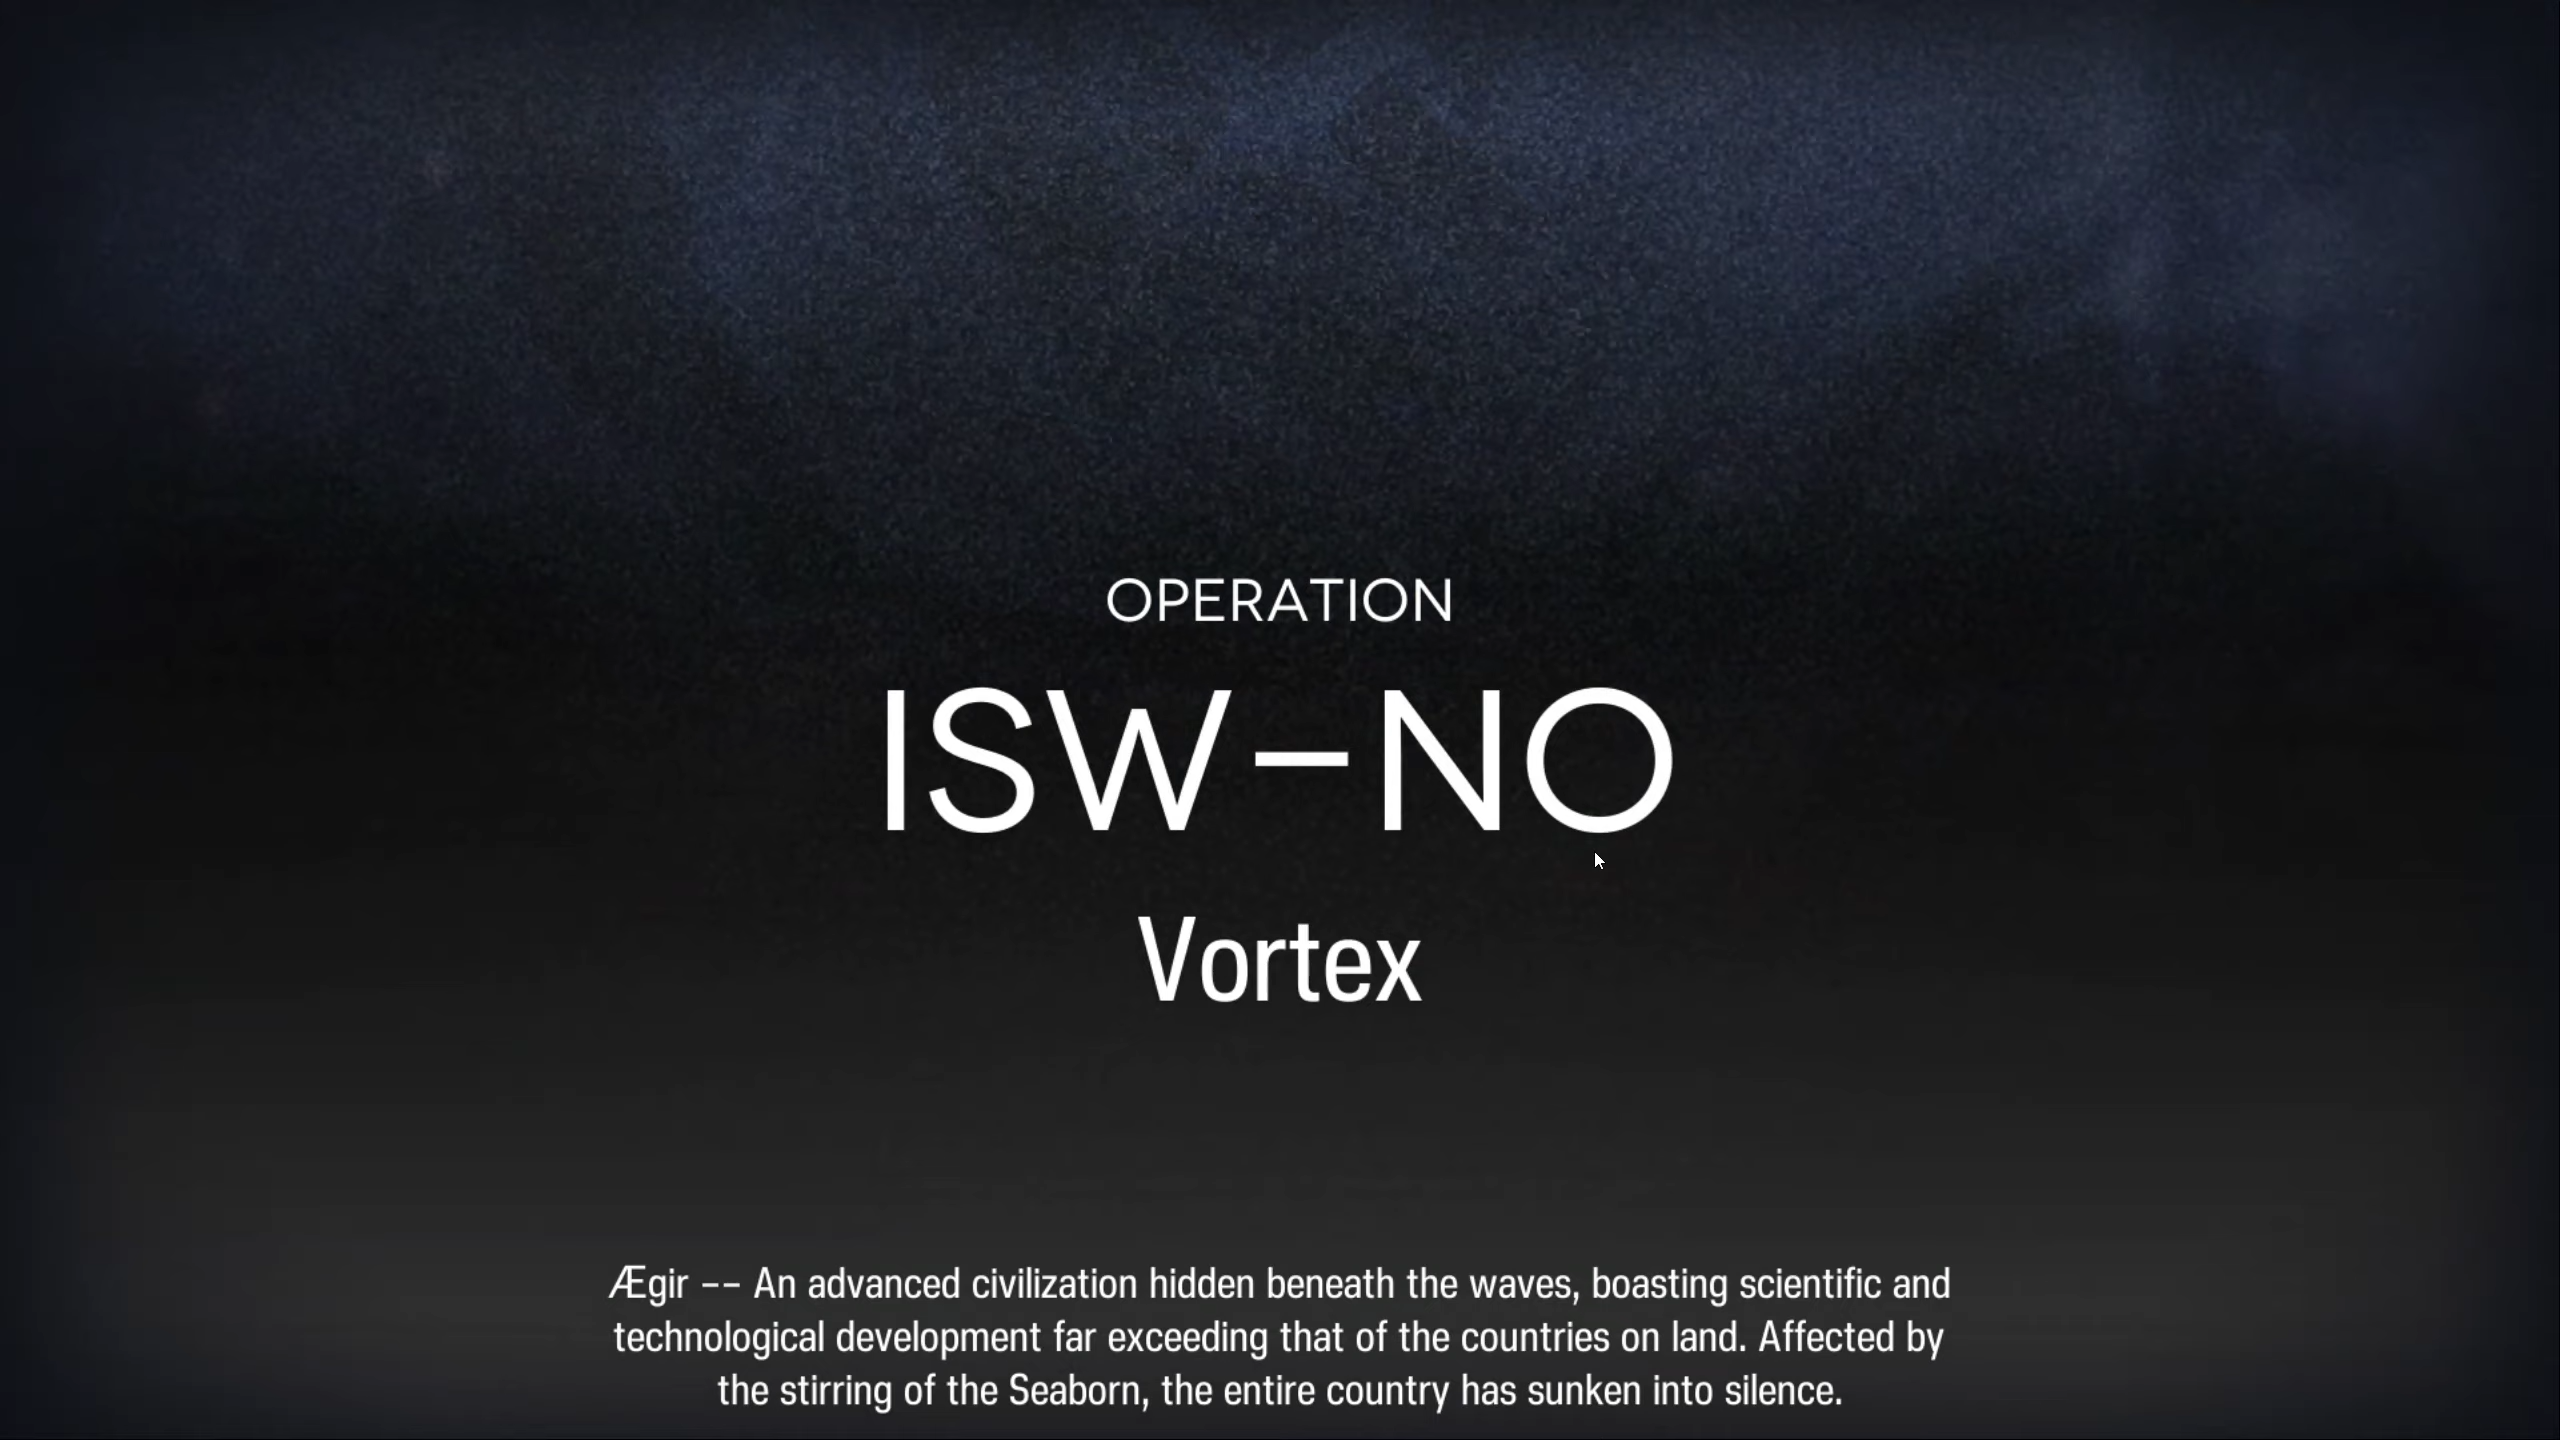 OPERATION
ISW-NO
Vortex
Ægir -- An advanced civilization hidden beneath the waves, boasting scientific and
technological development far exceeding that of the countries on land. Affected by
the stirring of the Seaborn, the entire country has sunken into silence.